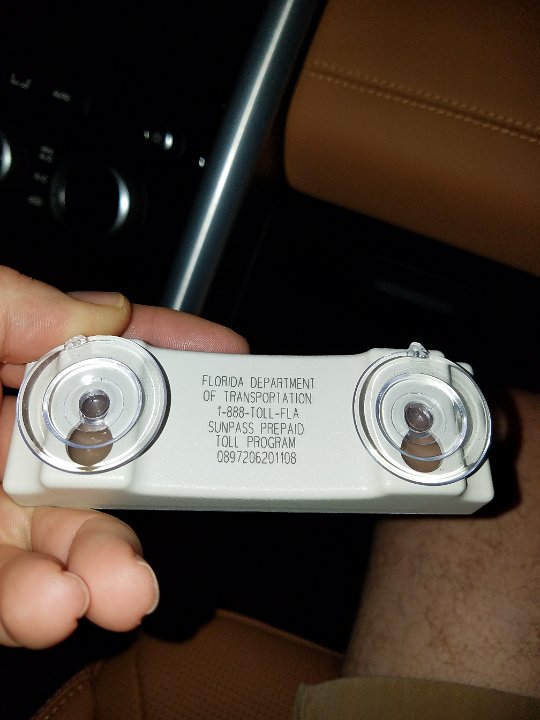 FLORIDA DEPARTMENT
OF TRANSPORTATION
1-888-TOLL-FLA
SUNPASS PREPAID
TOLL PROGRAM
0897206201108